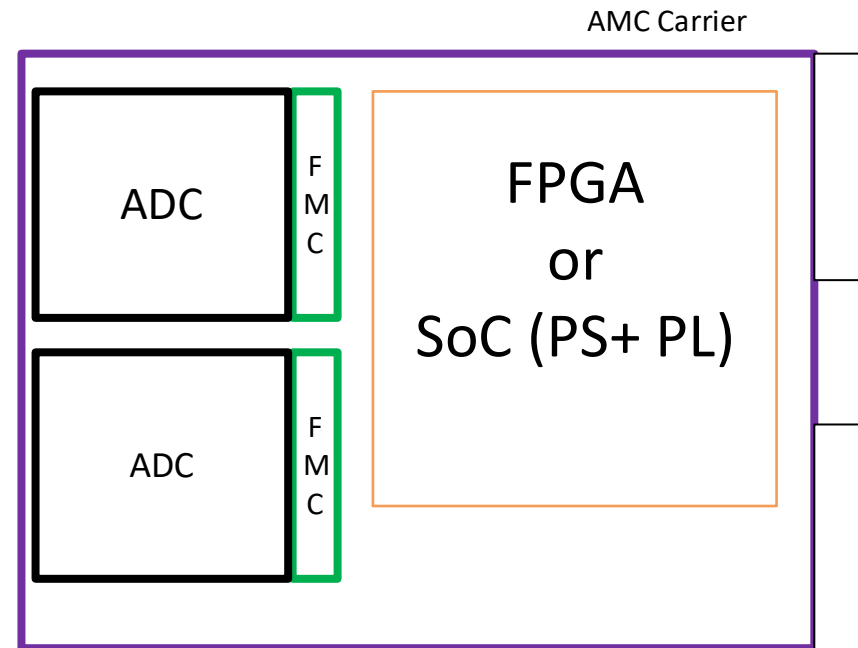 AMC Carrier
ADC
F
M
C
FPGA
or
SoC (PS+ PL)
ADC
F
M
C